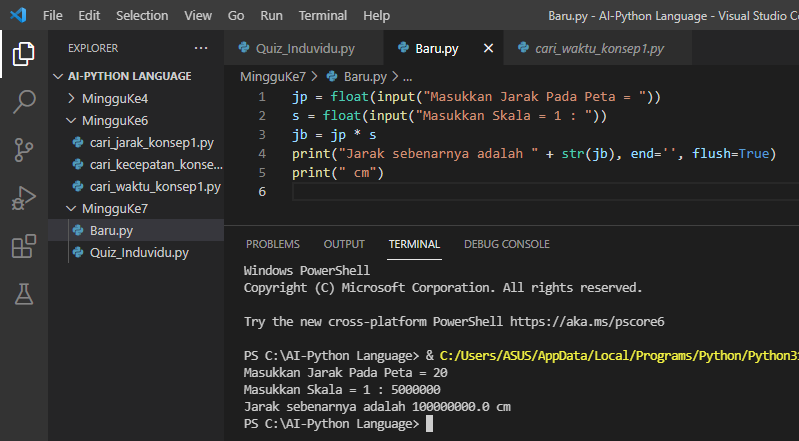 File Edit Selection View Go Run Terminal Help Baru.py - AI-Python Language - Visual Studio Co
EXPLORER ...
Quiz_Induvidu.py Baru.py × cari_waktu_konsep1.py
AI-PYTHON LANGUAGE
MingguKe4
MingguKe6
cari_jarak_konsep1.py
cari_kecepatan_konse...
cari_waktu_konsep1.py
MingguKe7
Baru.py
Quiz_Induvidu.py
MingguKe7 > Baru.py > ...
1 jp = float(input("Masukkan Jarak Pada Peta = "))
2 s = float(input("Masukkan Skala = 1 : "))
3 jb = jp * s
4 print("Jarak sebenarnya adalah " + str(jb), end='', flush=True)
5 print(" cm")
6
PROBLEMS OUTPUT TERMINAL DEBUG CONSOLE
Windows PowerShell
Copyright (C) Microsoft Corporation. All rights reserved.
Try the new cross-platform PowerShell https://aka.ms/pscore6
PS C:\AI-Python Language> & C:/Users/ASUS/AppData/Local/Programs/Python/Python3
Masukkan Jarak Pada Peta = 20
Masukkan Skala = 1 : 5000000
Jarak sebenarnya adalah 100000000.0 cm
PS C:\AI-Python Language>